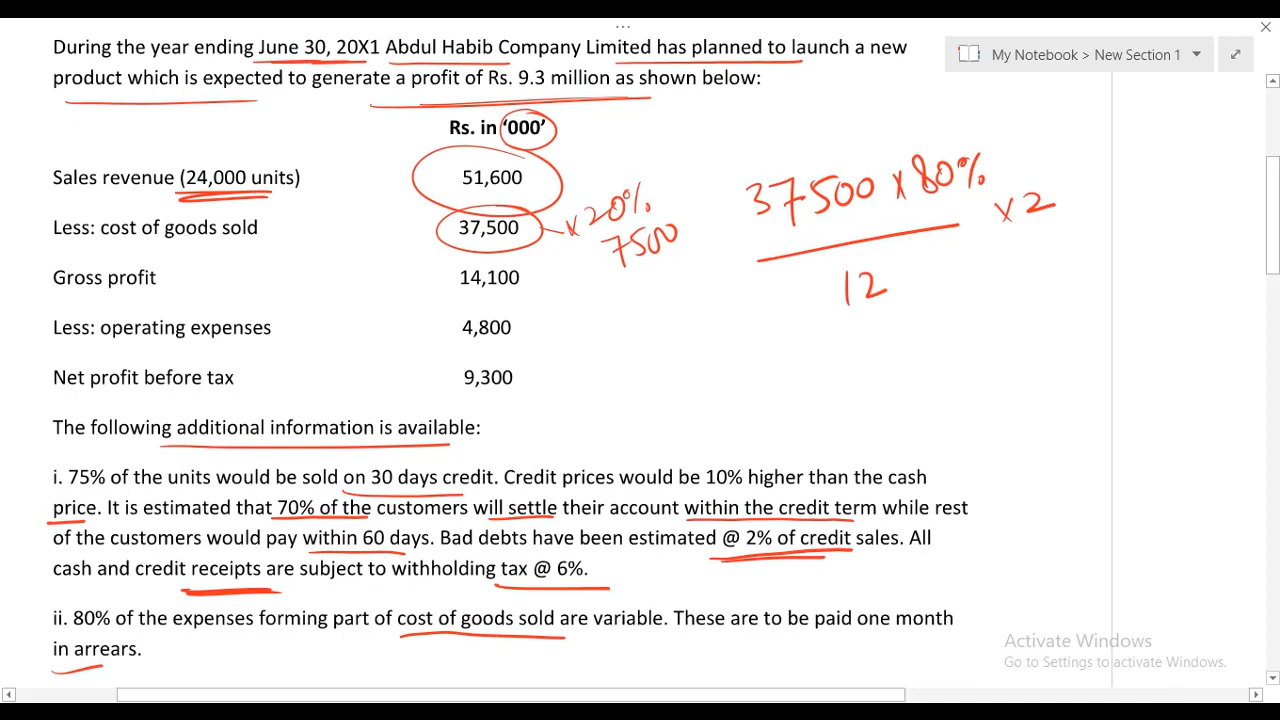 During the year ending June 30, 20X1 Abdul Habib Company Limited has planned to launch a new
My Notebook > New Section 1
product which is expected to generate a profit of Rs. 9.3 million as shown below:
Rs. in ‘000’
Sales revenue (24,000 units) 51,600
37500 x 80% x 2
12
x 20%
7500
Less: cost of goods sold 37,500
Gross profit 14,100
Less: operating expenses 4,800
Net profit before tax 9,300
The following additional information is available:
i. 75% of the units would be sold on 30 days credit. Credit prices would be 10% higher than the cash
price. It is estimated that 70% of the customers will settle their account within the credit term while rest
of the customers would pay within 60 days. Bad debts have been estimated @ 2% of credit sales. All
cash and credit receipts are subject to withholding tax @ 6%.
ii. 80% of the expenses forming part of cost of goods sold are variable. These are to be paid one month
in arrears.
Activate Windows
Go to Settings to activate Windows.